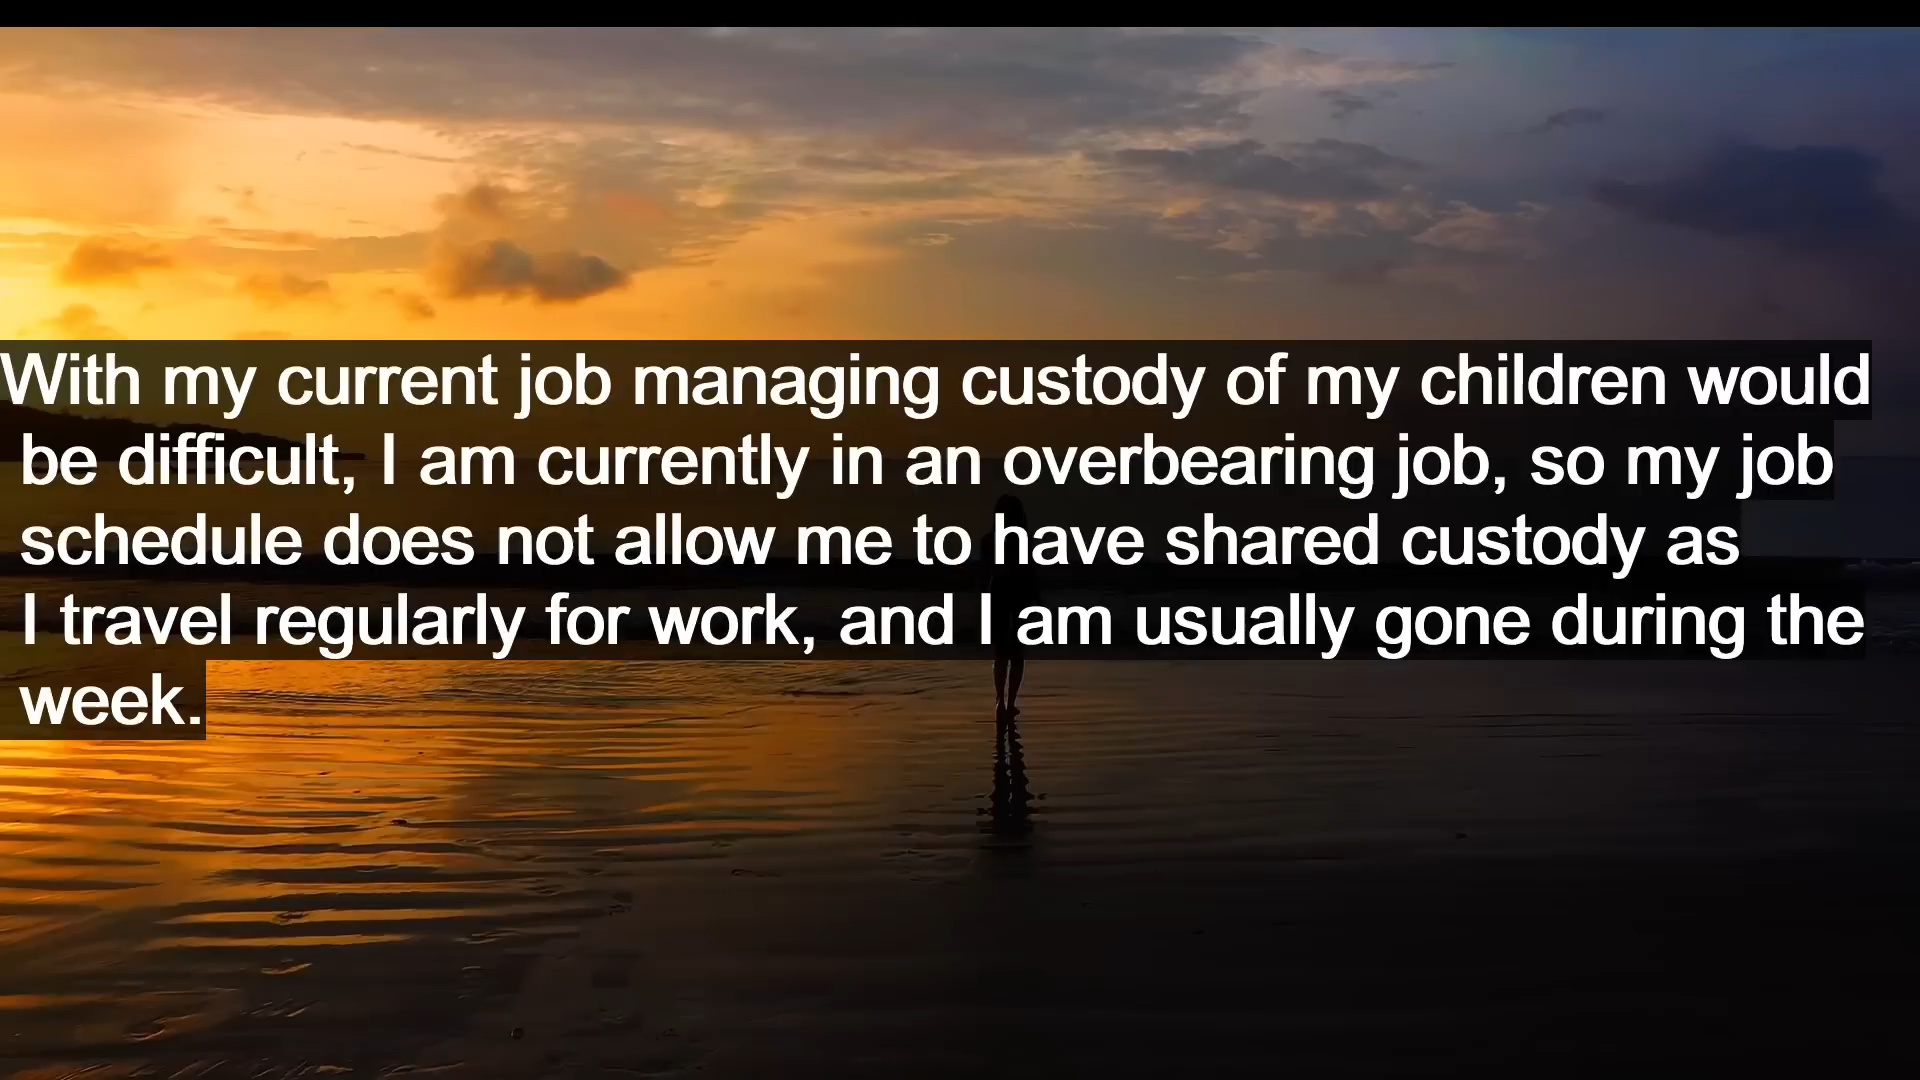 With my current job managing custody of my children would
be difficult, I am currently in an overbearing job, so my job
schedule does not allow me to have shared custody as
I travel regularly for work, and I am usually gone during the
week.